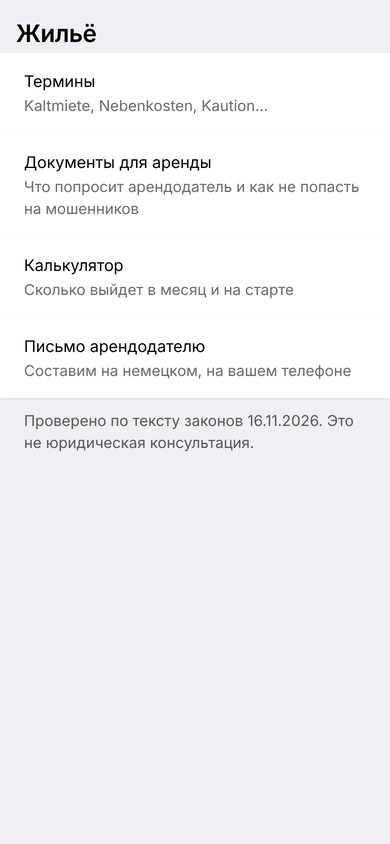 Жильё
Термины
Kaltmiete, Nebenkosten, Kaution…
Документы для аренды
Что попросит арендодатель и как не попасть
на мошенников
Калькулятор
Сколько выйдет в месяц и на старте
Письмо арендодателю
Составим на немецком, на вашем телефоне
Проверено по тексту законов 16.11.2026. Это
не юридическая консультация.